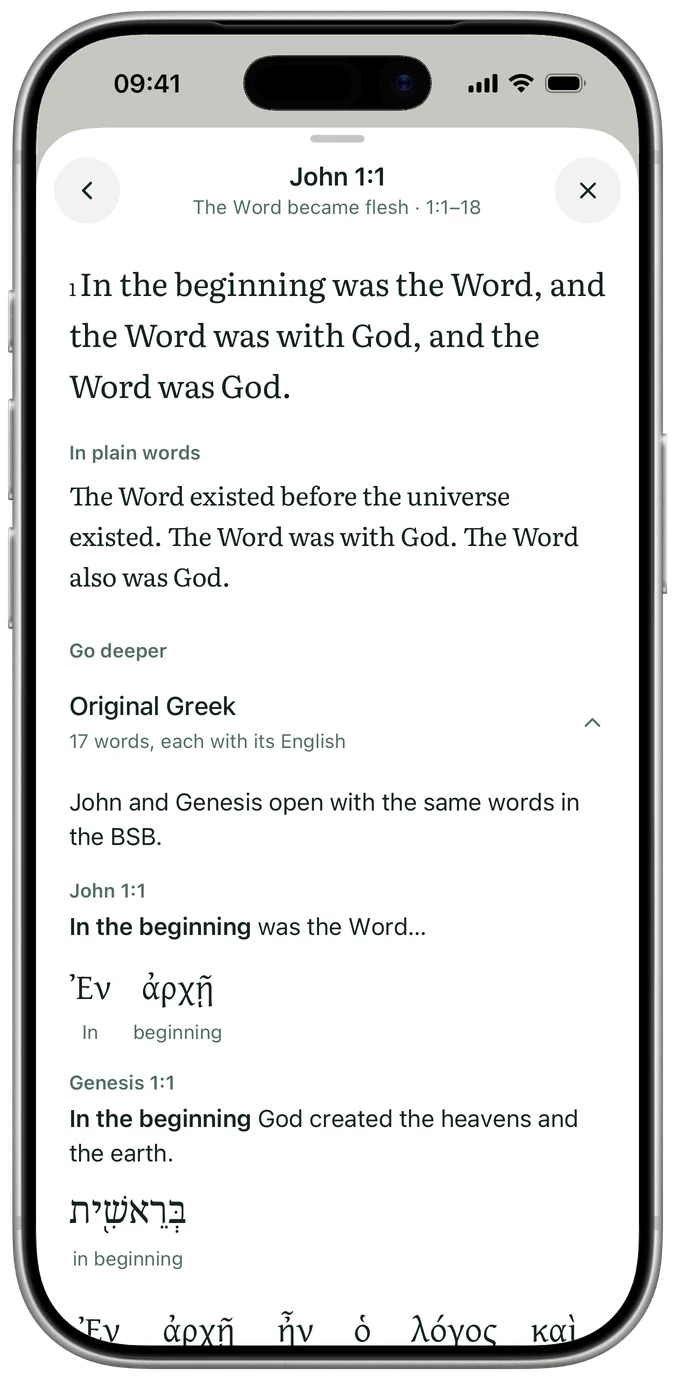 09:41
John 1:1
The Word became flesh · 1:1–18
1 In the beginning was the Word, and
the Word was with God, and the
Word was God.
In plain words
The Word existed before the universe
existed. The Word was with God. The Word
also was God.
Go deeper
Original Greek
17 words, each with its English
John and Genesis open with the same words in
the BSB.
John 1:1
In the beginning was the Word...
Ἐν ἀρχῇ
In beginning
Genesis 1:1
In the beginning God created the heavens and
the earth.
בְּרֵאשִׁ֖ית
in beginning
Ἐν ἀρχῇ ἦν ὁ λόγος καὶ